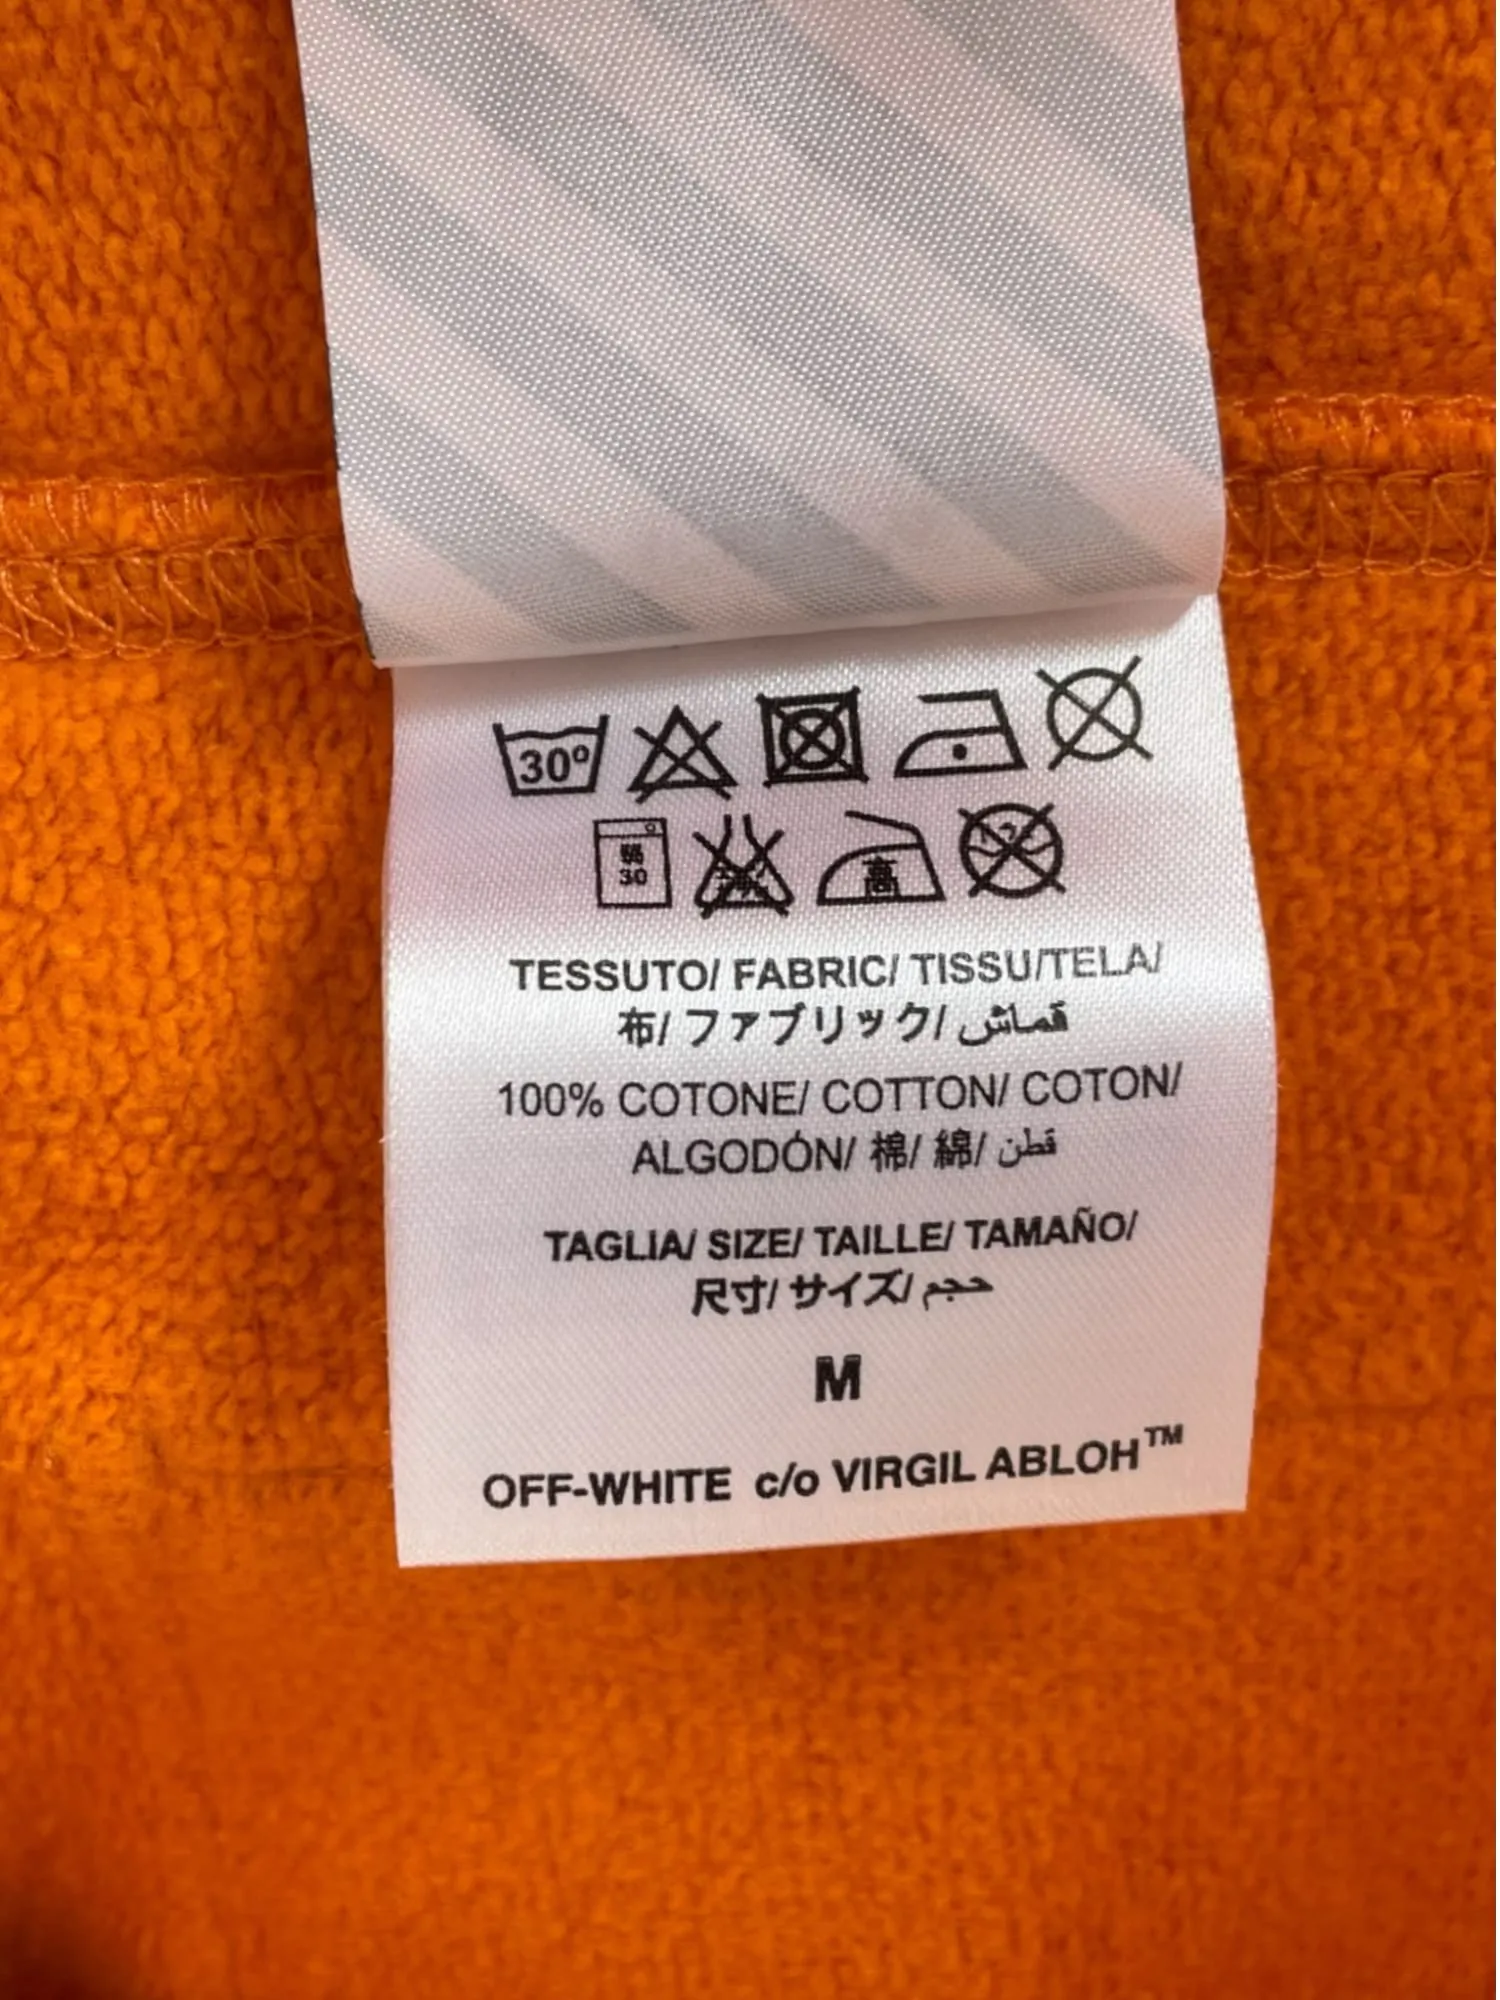 30º
弱
30
高
TESSUTO/ FABRIC/ TISSU/TELA/
布/ ファブリック/ قماش
100% COTONE/ COTTON/ COTON/
ALGODÓN/ 棉/ 綿/ قطن
TAGLIA/ SIZE/ TAILLE/ TAMAÑO/
尺寸/ サイズ/ حجم
M
OFF-WHITE c/o VIRGIL ABLOH™